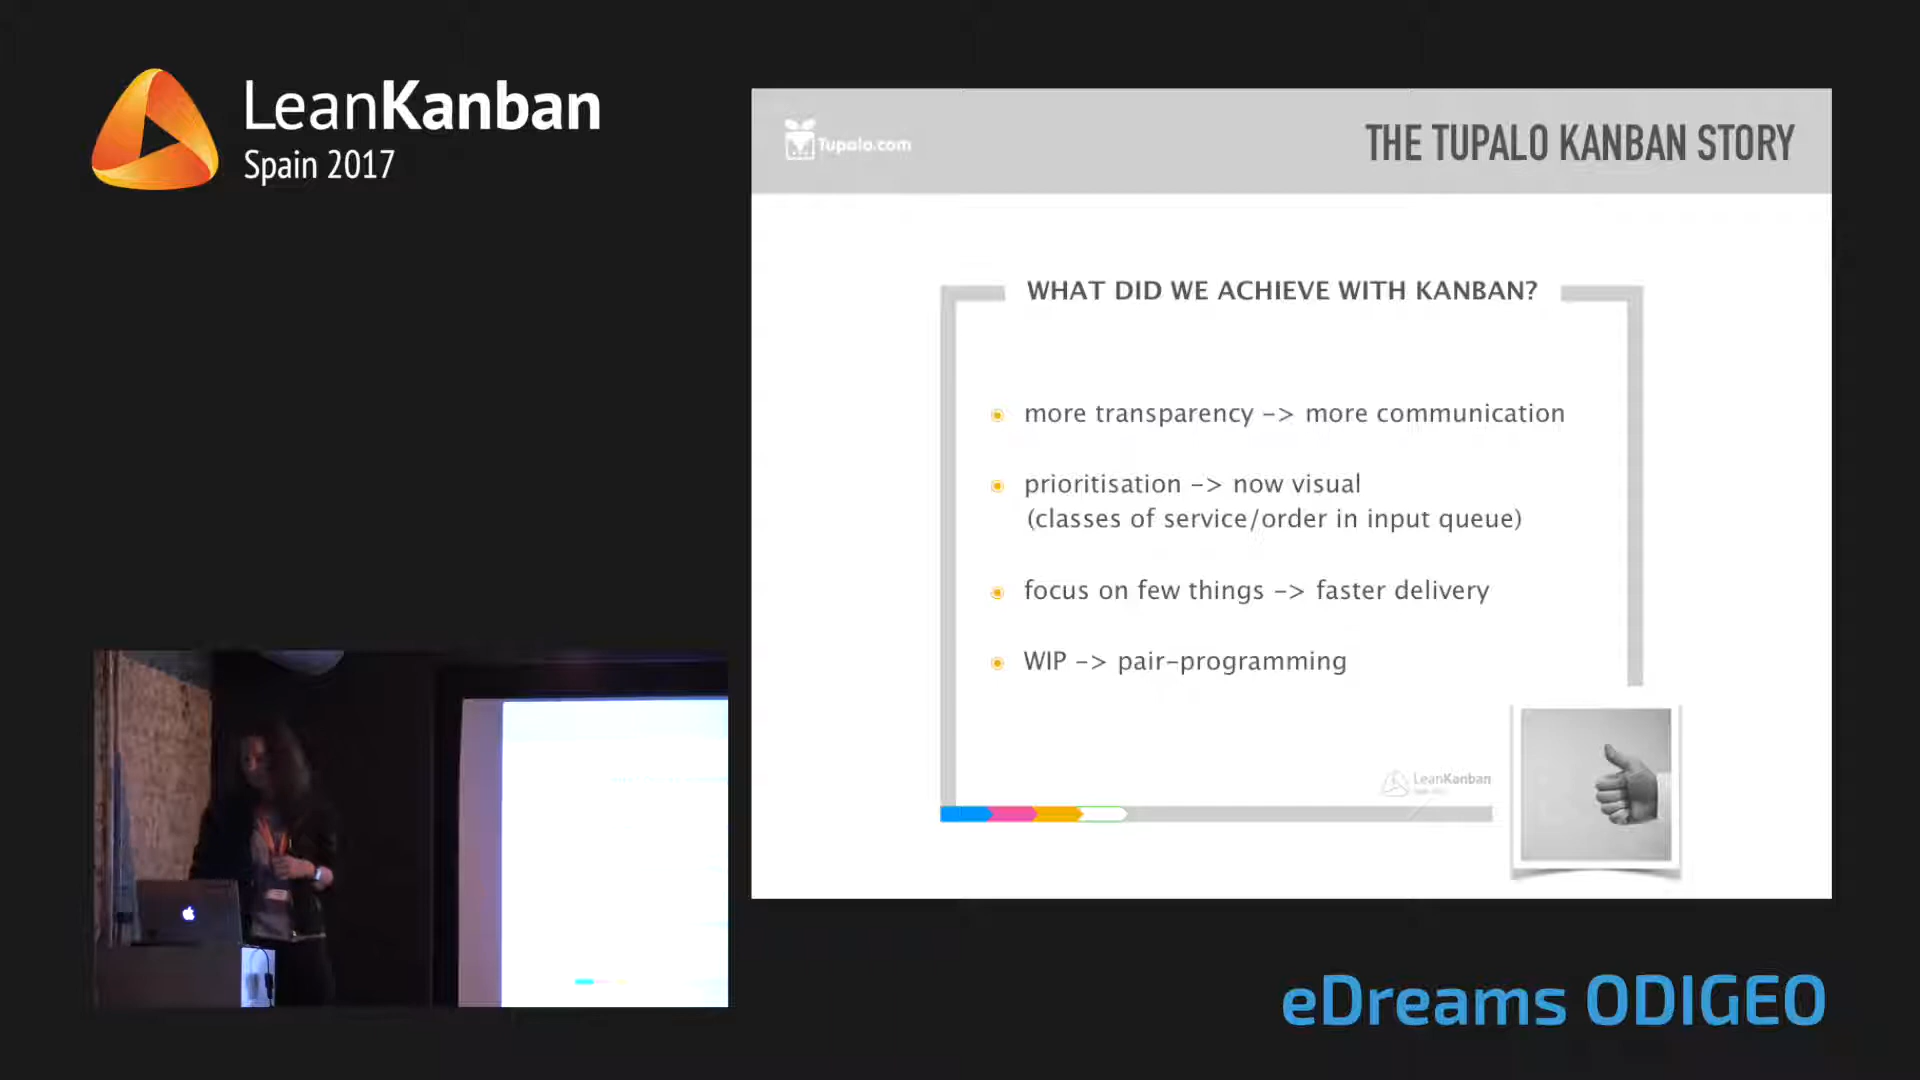 LeanKanban
Spain 2017
Tupalo.com
THE TUPALO KANBAN STORY
WHAT DID WE ACHIEVE WITH KANBAN?
more transparency -> more communication
prioritisation -> now visual
(classes of service/order in input queue)
focus on few things -> faster delivery
WIP -> pair-programming
LeanKanban
eDreams ODIGEO